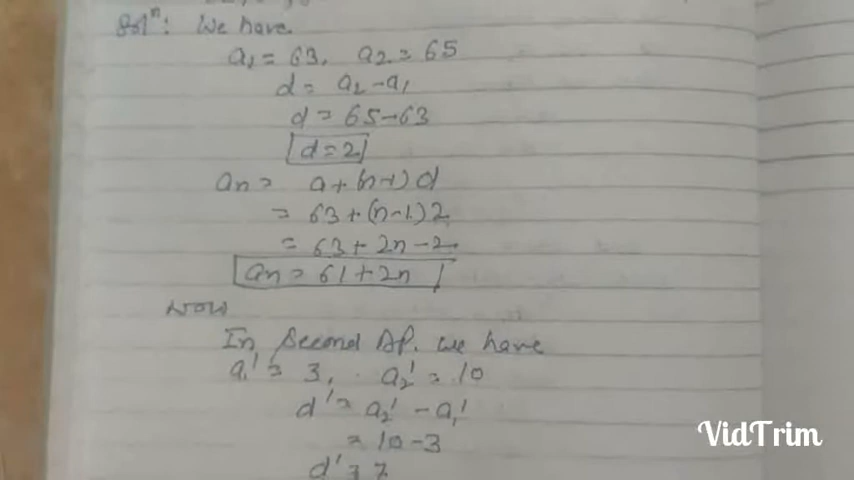 Solⁿ: We have
a₁ = 63, a₂ = 65
d = a₂ - a₁
d = 65-63
d = 2
an = a + (n-1) d
= 63 + (n-1) 2
= 63 + 2n - 2
an = 61 + 2n
Now
In Second AP. we have
a₁' = 3, a₂' = 10
d' = a₂' - a₁'
= 10-3
d' = 7
VidTrim